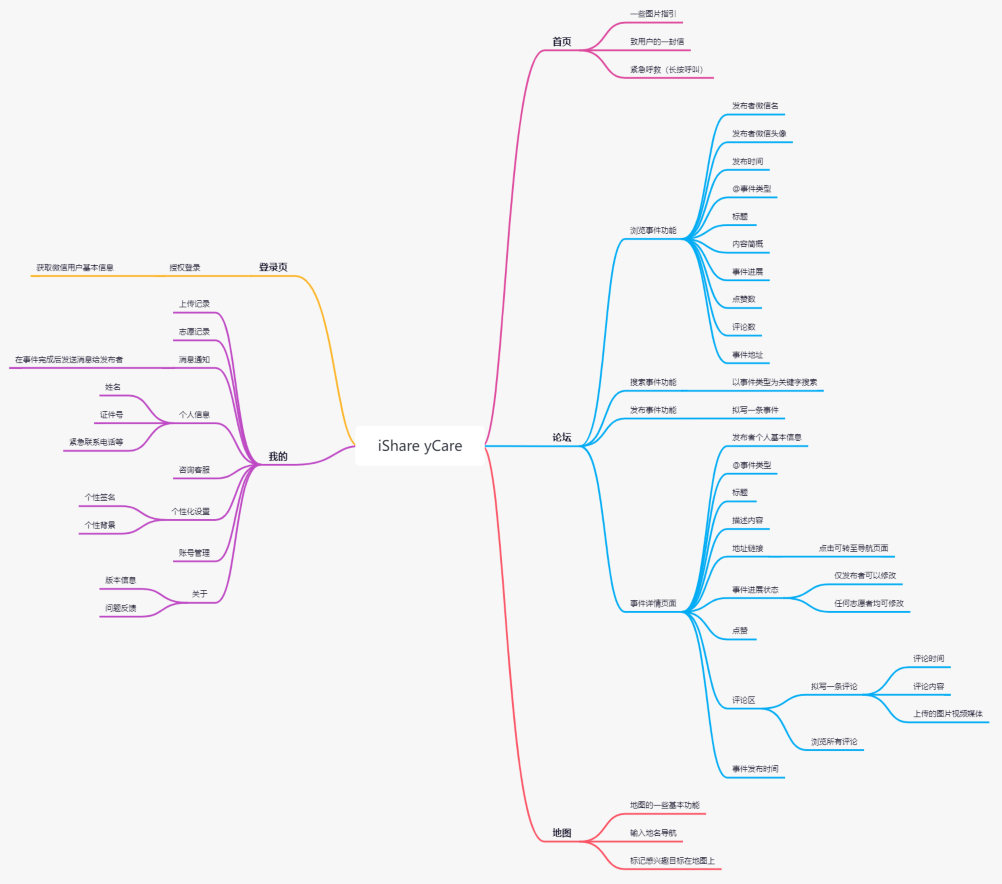 iShare yCare
首页
一些图片指引
致用户的一封信
紧急呼救（长按呼叫）
论坛
浏览事件功能
发布者微信名
发布者微信头像
发布时间
@事件类型
标题
内容简概
事件进展
点赞数
评论数
事件地址
搜索事件功能
以事件类型为关键字搜索
发布事件功能
拟写一条事件
事件详情页面
发布者个人基本信息
@事件类型
标题
描述内容
地址链接
点击可转至导航页面
事件进展状态
仅发布者可以修改
任何志愿者均可修改
点赞
评论区
拟写一条评论
评论时间
评论内容
上传的图片视频媒体
浏览所有评论
事件发布时间
地图
地图的一些基本功能
输入地名导航
标记感兴趣目标在地图上
登录页
授权登录
获取微信用户基本信息
我的
上传记录
志愿记录
消息通知
在事件完成后发送消息给发布者
个人信息
姓名
证件号
紧急联系电话等
咨询客服
个性化设置
个性签名
个性背景
账号管理
关于
版本信息
问题反馈